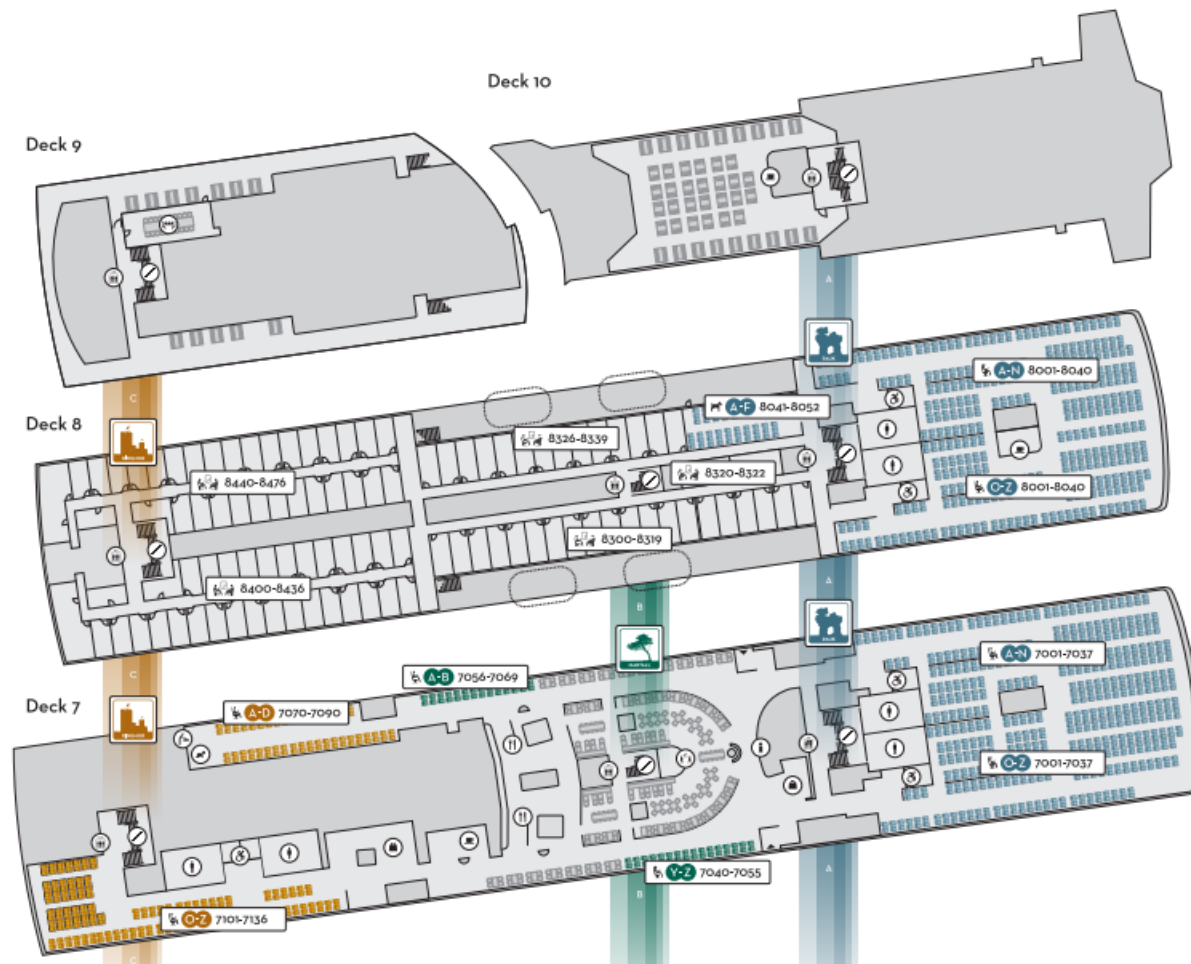 Deck 10
Deck 9
A
C
Deck 8
A-N 8001-8040
A-F 8041-8052
8326-8339
8440-8476
8320-8322
O-Z 8001-8040
8300-8319
8400-8436
A
B
C
Deck 7
A-N 7001-7037
A-B 7056-7069
A-D 7070-7090
O-Z 7001-7037
Y-Z 7040-7055
O-Z 7101-7136
A
B
C